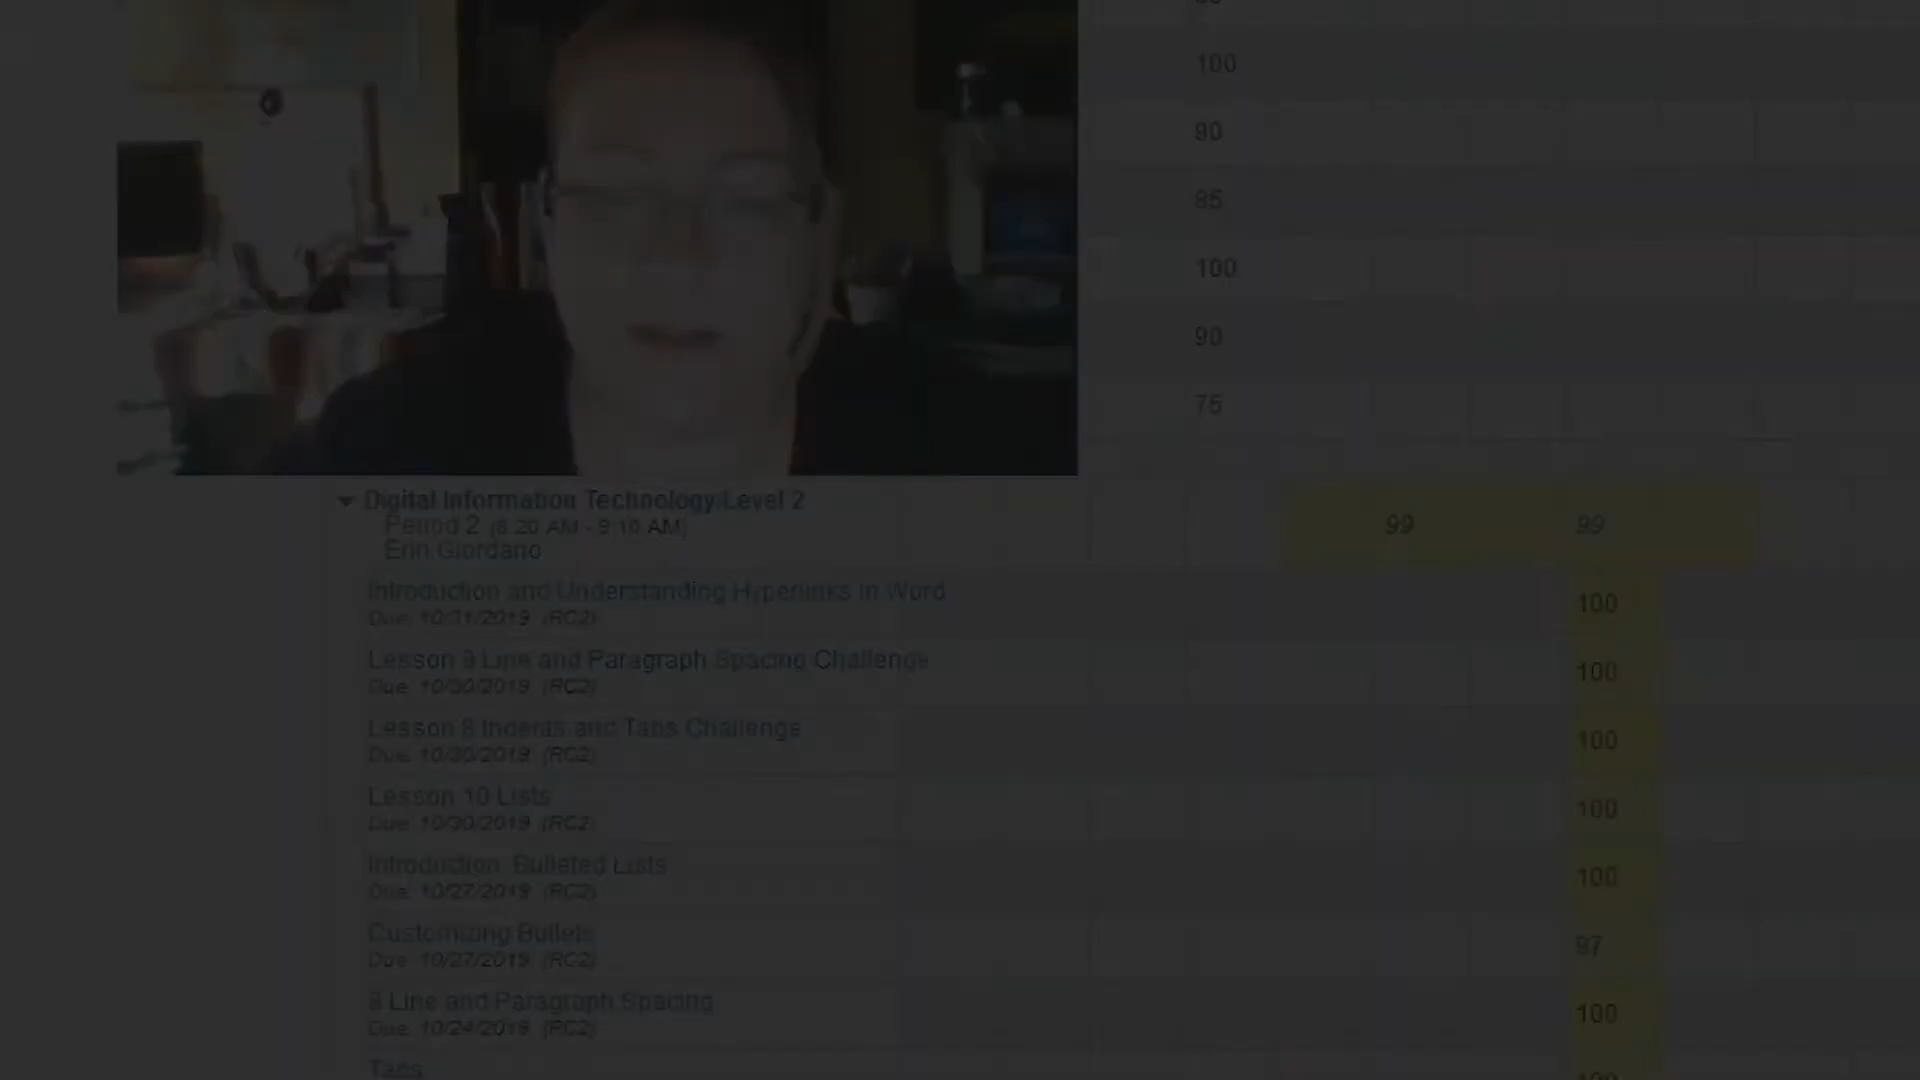 100
90
85
100
90
75
Digital Information Technology Level 2
99 99
Period 2 (8:20 AM - 9:10 AM)
Erin Giordano
Introduction and Understanding Hyperlinks in Word
100
Due: 10/31/2019 (RC2)
Lesson 9 Line and Paragraph Spacing Challenge
100
Due: 10/30/2019 (RC2)
Lesson 8 Indents and Tabs Challenge
100
Due: 10/30/2019 (RC2)
Lesson 10 Lists
100
Due: 10/30/2019 (RC2)
Introduction: Bulleted Lists
100
Due: 10/27/2019 (RC2)
Customizing Bullets
97
Due: 10/27/2019 (RC2)
9 Line and Paragraph Spacing
100
Due: 10/24/2019 (RC2)
Tabs